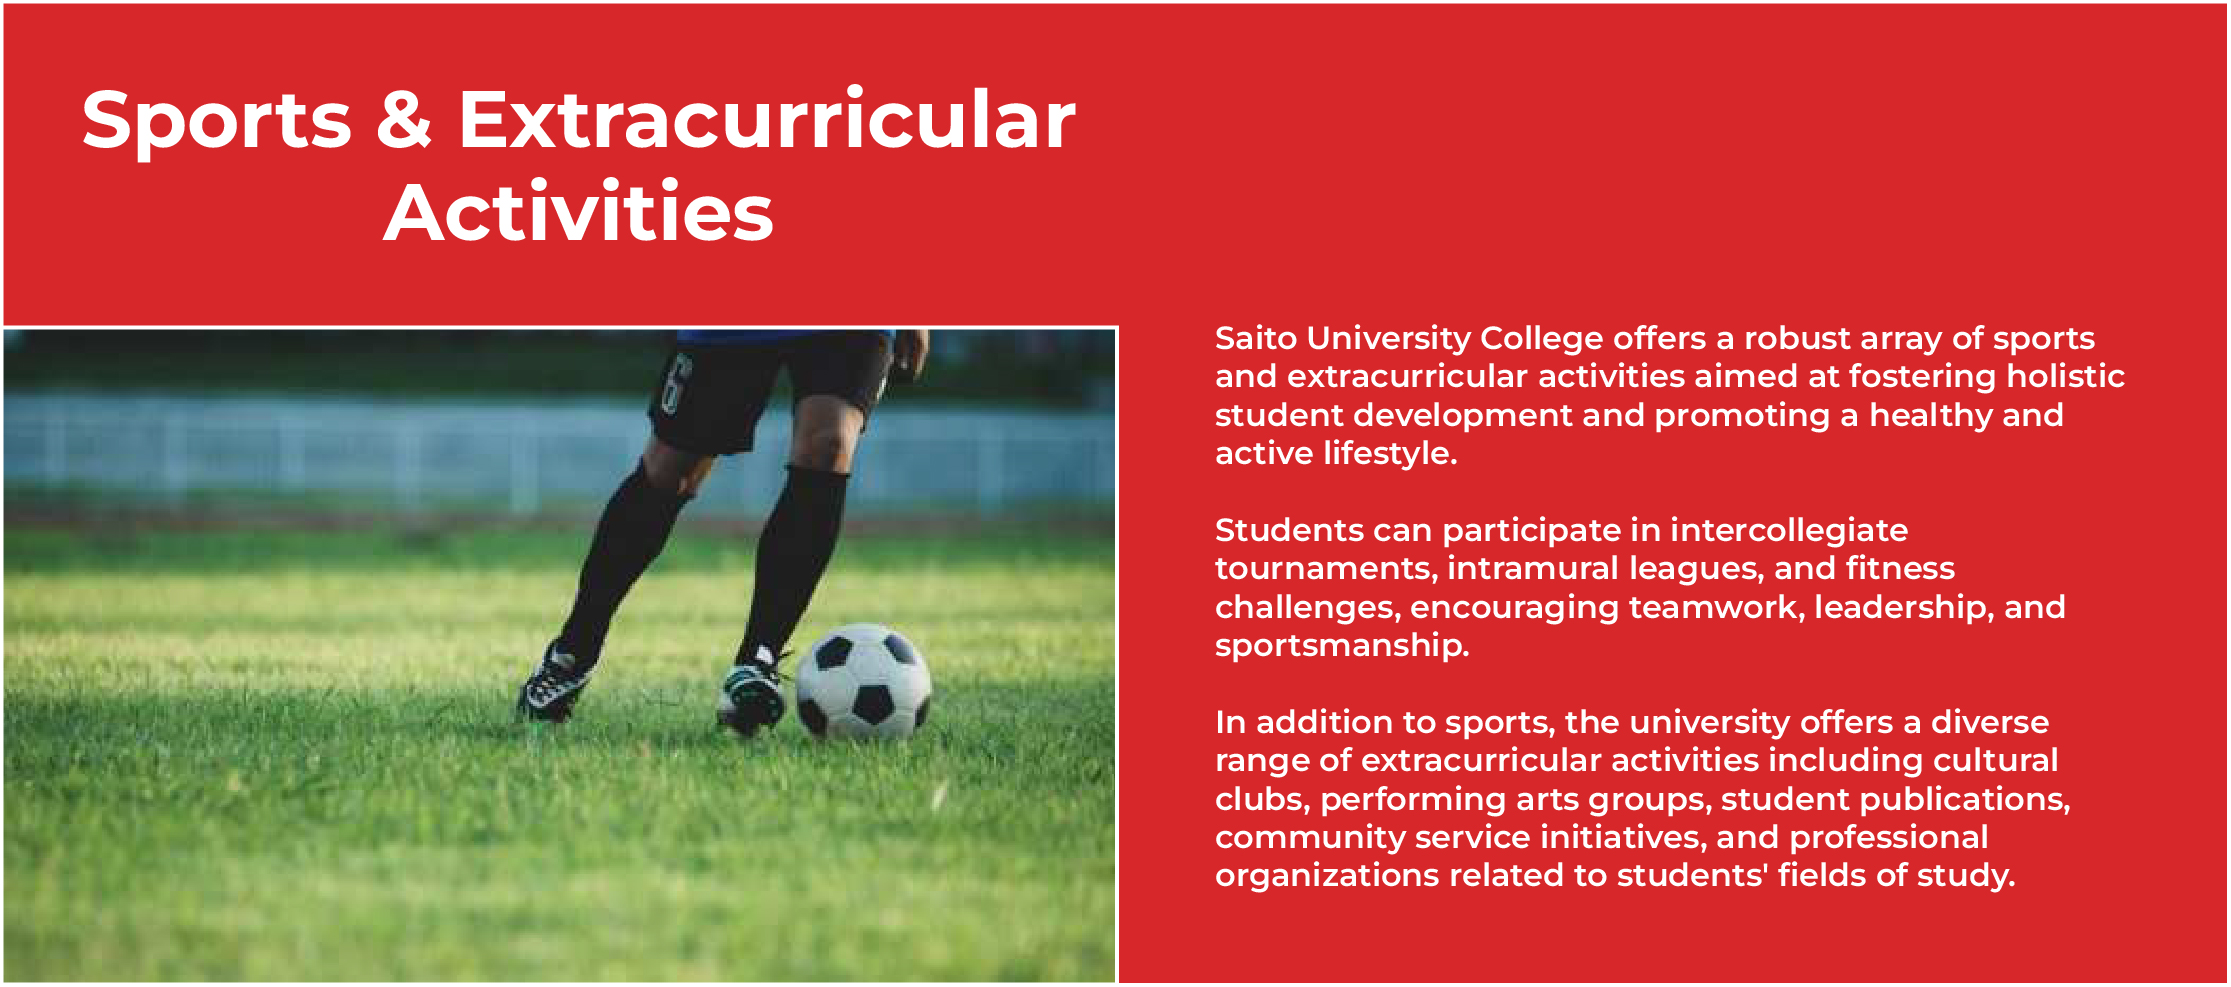 Sports & Extracurricular
Activities
6
Saito University College offers a robust array of sports
and extracurricular activities aimed at fostering holistic
student development and promoting a healthy and
active lifestyle.
Students can participate in intercollegiate
tournaments, intramural leagues, and fitness
challenges, encouraging teamwork, leadership, and
sportsmanship.
In addition to sports, the university offers a diverse
range of extracurricular activities including cultural
clubs, performing arts groups, student publications,
community service initiatives, and professional
organizations related to students' fields of study.